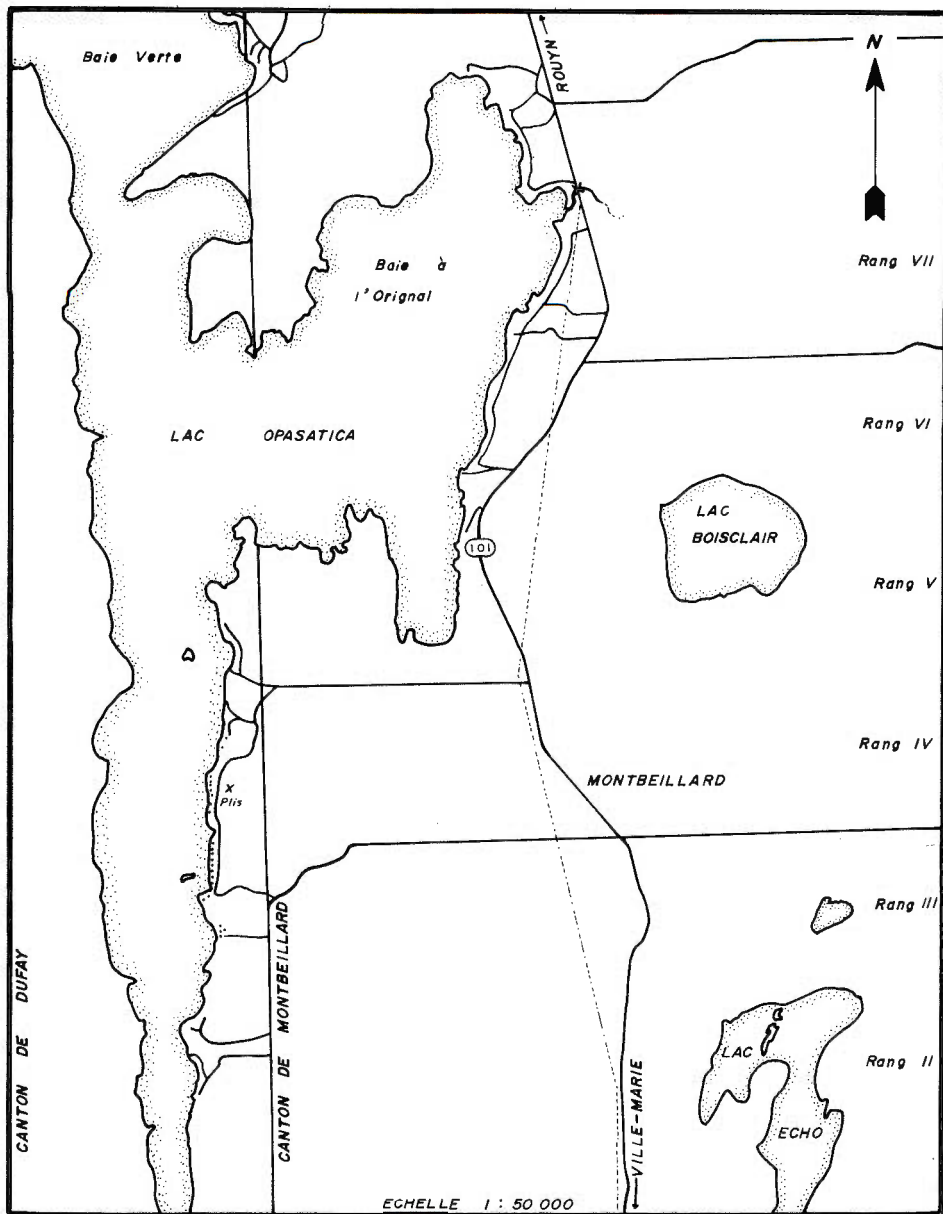 Baie Verte
ROUYN
N
Rang VII
Baie à
l'Orignal
LAC OPASATICA
Rang VI
LAC
BOISCLAIR
101
Rang V
Rang IV
MONTBEILLARD
x
Plis
Rang III
CANTON DE DUFAY
CANTON DE MONTBEILLARD
LAC
ECHO
Rang II
VILLE-MARIE
ECHELLE 1 : 50 000